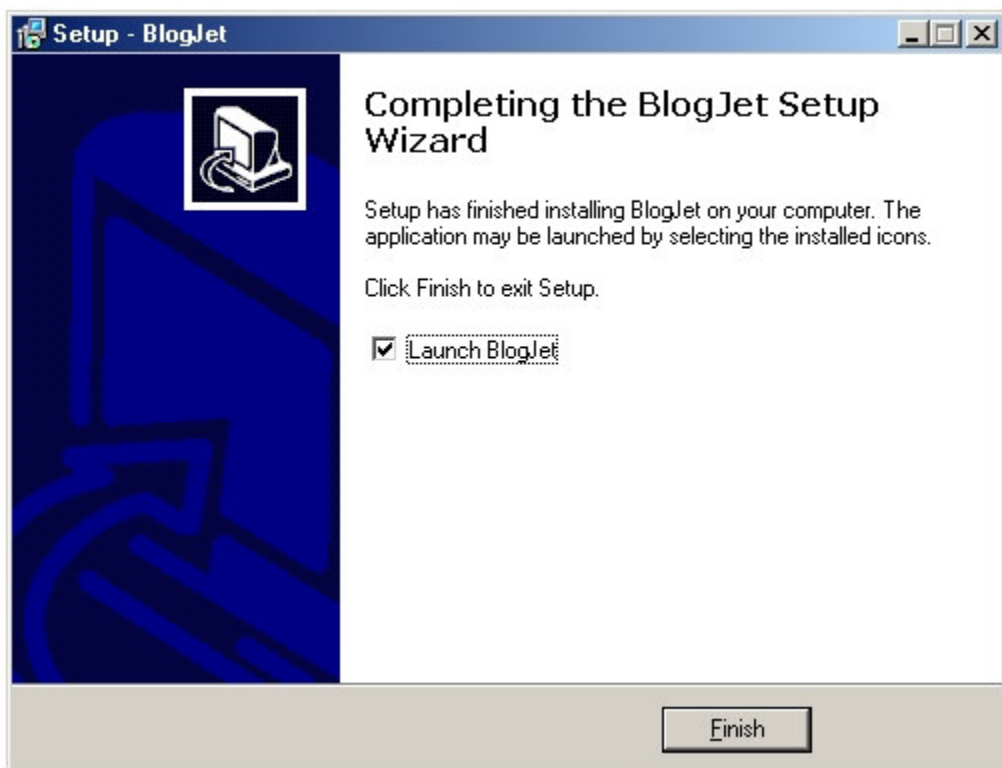 Setup - BlogJet
Completing the BlogJet Setup
Wizard
Setup has finished installing BlogJet on your computer. The
application may be launched by selecting the installed icons.
Click Finish to exit Setup.
Launch BlogJet
Finish